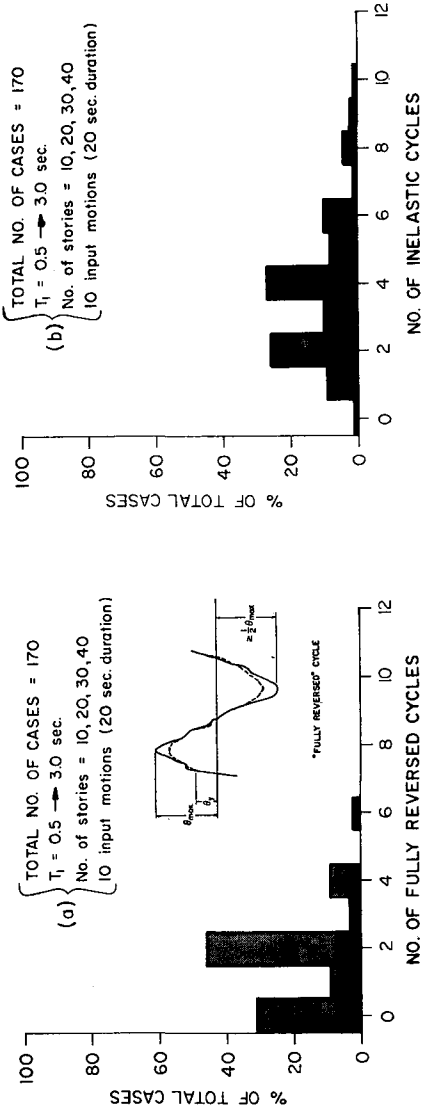 (a)
TOTAL NO. OF CASES = 170
T₁ = 0.5 → 3.0 sec.
No. of stories = 10, 20, 30, 40
10 input motions (20 sec. duration)
% OF TOTAL CASES
100
80
60
40
20
0
θmax.
θy
≥ ½ θmax
"FULLY REVERSED" CYCLE
0 2 4 6 8 10 12
NO. OF FULLY REVERSED CYCLES
(b)
TOTAL NO. OF CASES = 170
T₁ = 0.5 → 3.0 sec.
No. of stories = 10, 20, 30, 40
10 input motions (20 sec. duration)
% OF TOTAL CASES
100
80
60
40
20
0
0 2 4 6 8 10 12
NO. OF INELASTIC CYCLES